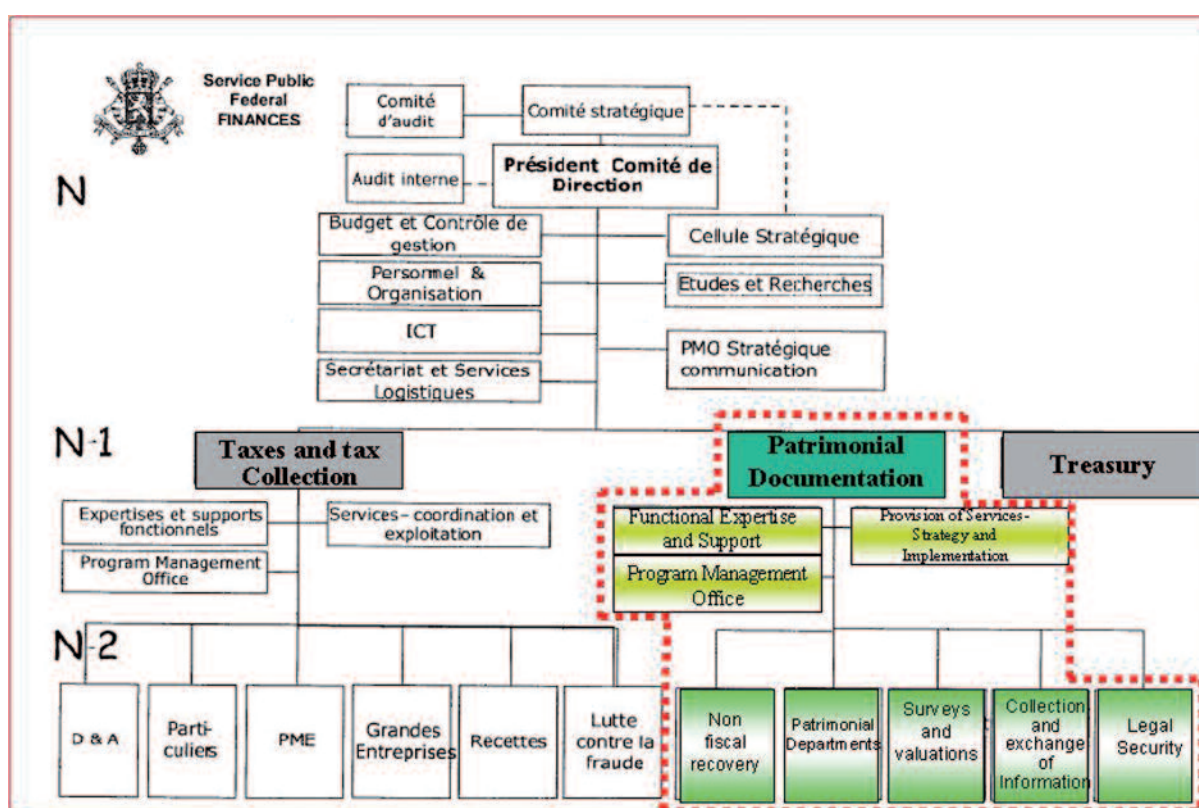 Service Public
Federal
FINANCES
Comité
d'audit
Comité stratégique
N
Audit interne
Président Comité de
Direction
Budget et Contrôle de
gestion
Cellule Stratégique
Personnel &
Organisation
Etudes et Recherches
ICT
PMO Stratégique
communication
Secrétariat et Services
Logistiques
N-1
Taxes and tax
Collection
Patrimonial
Documentation
Treasury
Expertises et supports
fonctionnels
Services-coordination et
exploitation
Functional Expertise
and Support
Provision of Services-
Strategy and
Implementation
Program Management
Office
Program Management
Office
N-2
D & A
Parti-
culiers
PME
Grandes
Entreprises
Recettes
Lutte
contre la
fraude
Non
fiscal
recovery
Patrimonial
Departments
Surveys
and
valuations
Collection
and
exchange
of
Information
Legal
Security